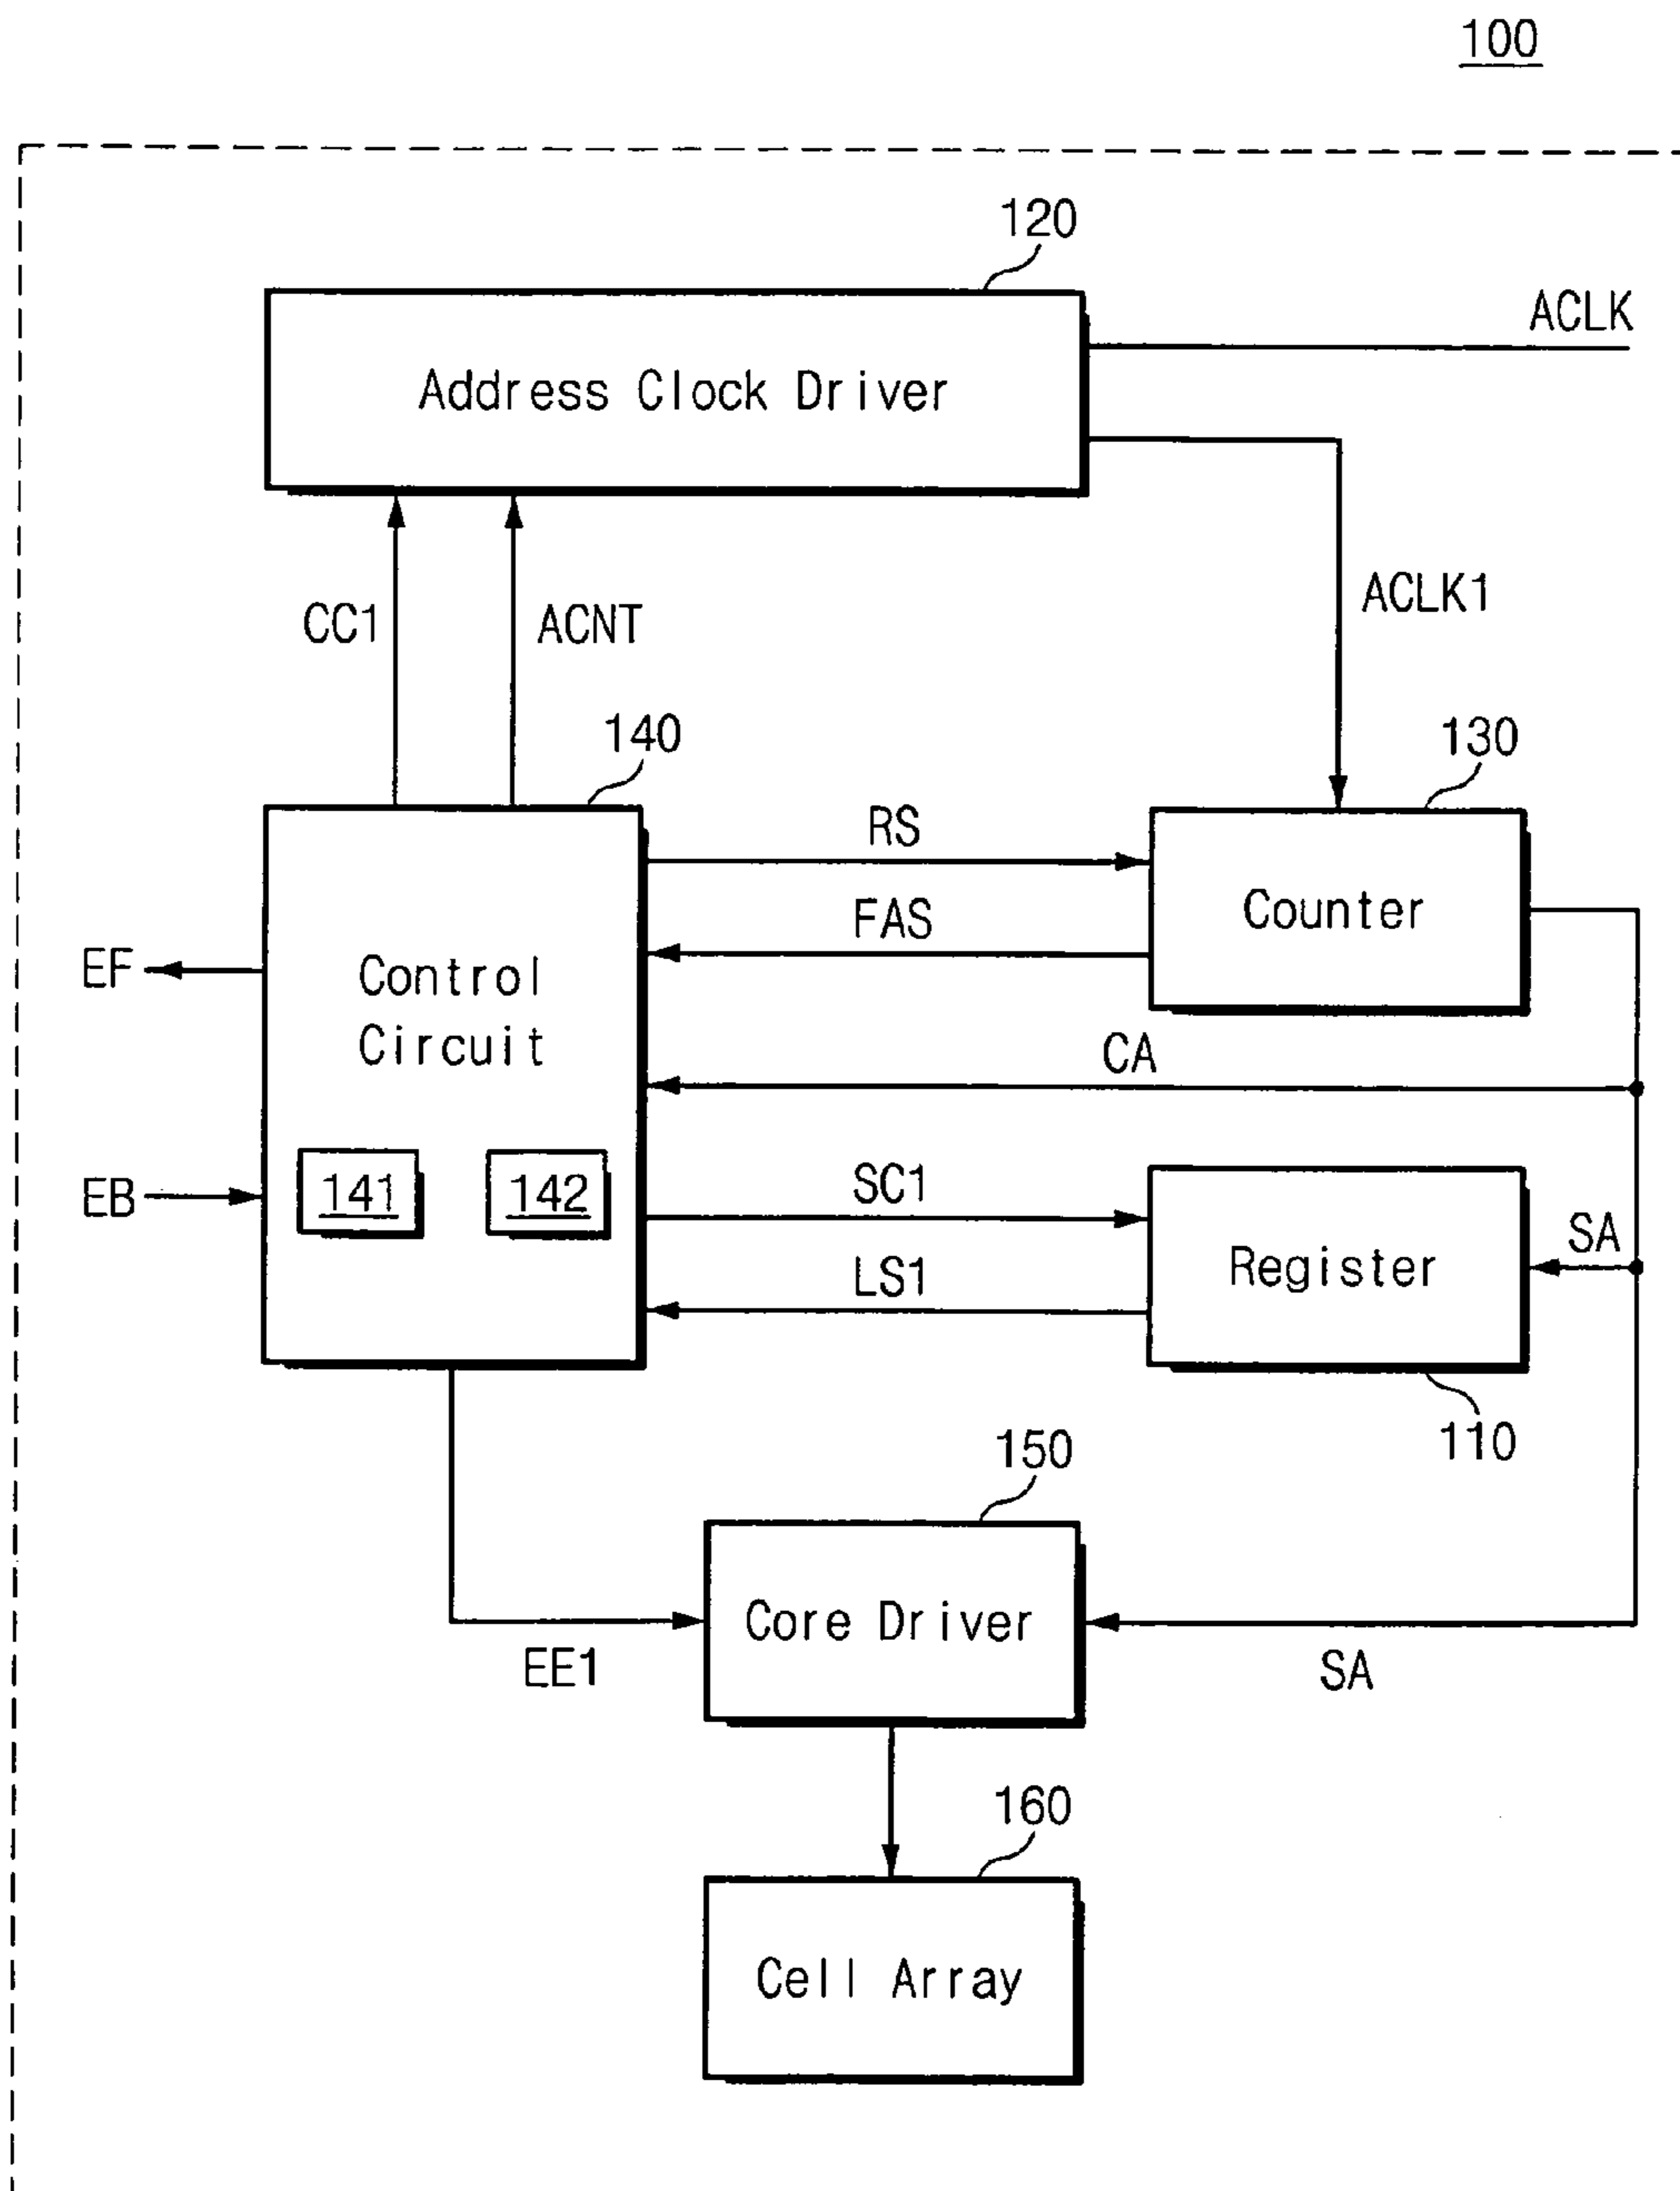 100
120
ACLK
Address Clock Driver
CC1
ACNT
ACLK1
140
130
RS
FAS
Counter
EF
Control
Circuit
CA
EB
141
142
SC1
LS1
Register
SA
110
150
Core Driver
EE1
SA
160
Cell Array